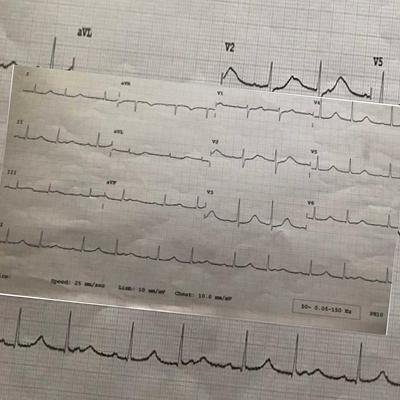 aVL
V2
V5
I
aVR
V1
V4
II
aVL
V2
V5
III
aVF
V3
V6
Speed: 25 mm/sec Limb: 10 mm/mV Chest: 10.0 mm/mV
50~ 0.05-150 Hz